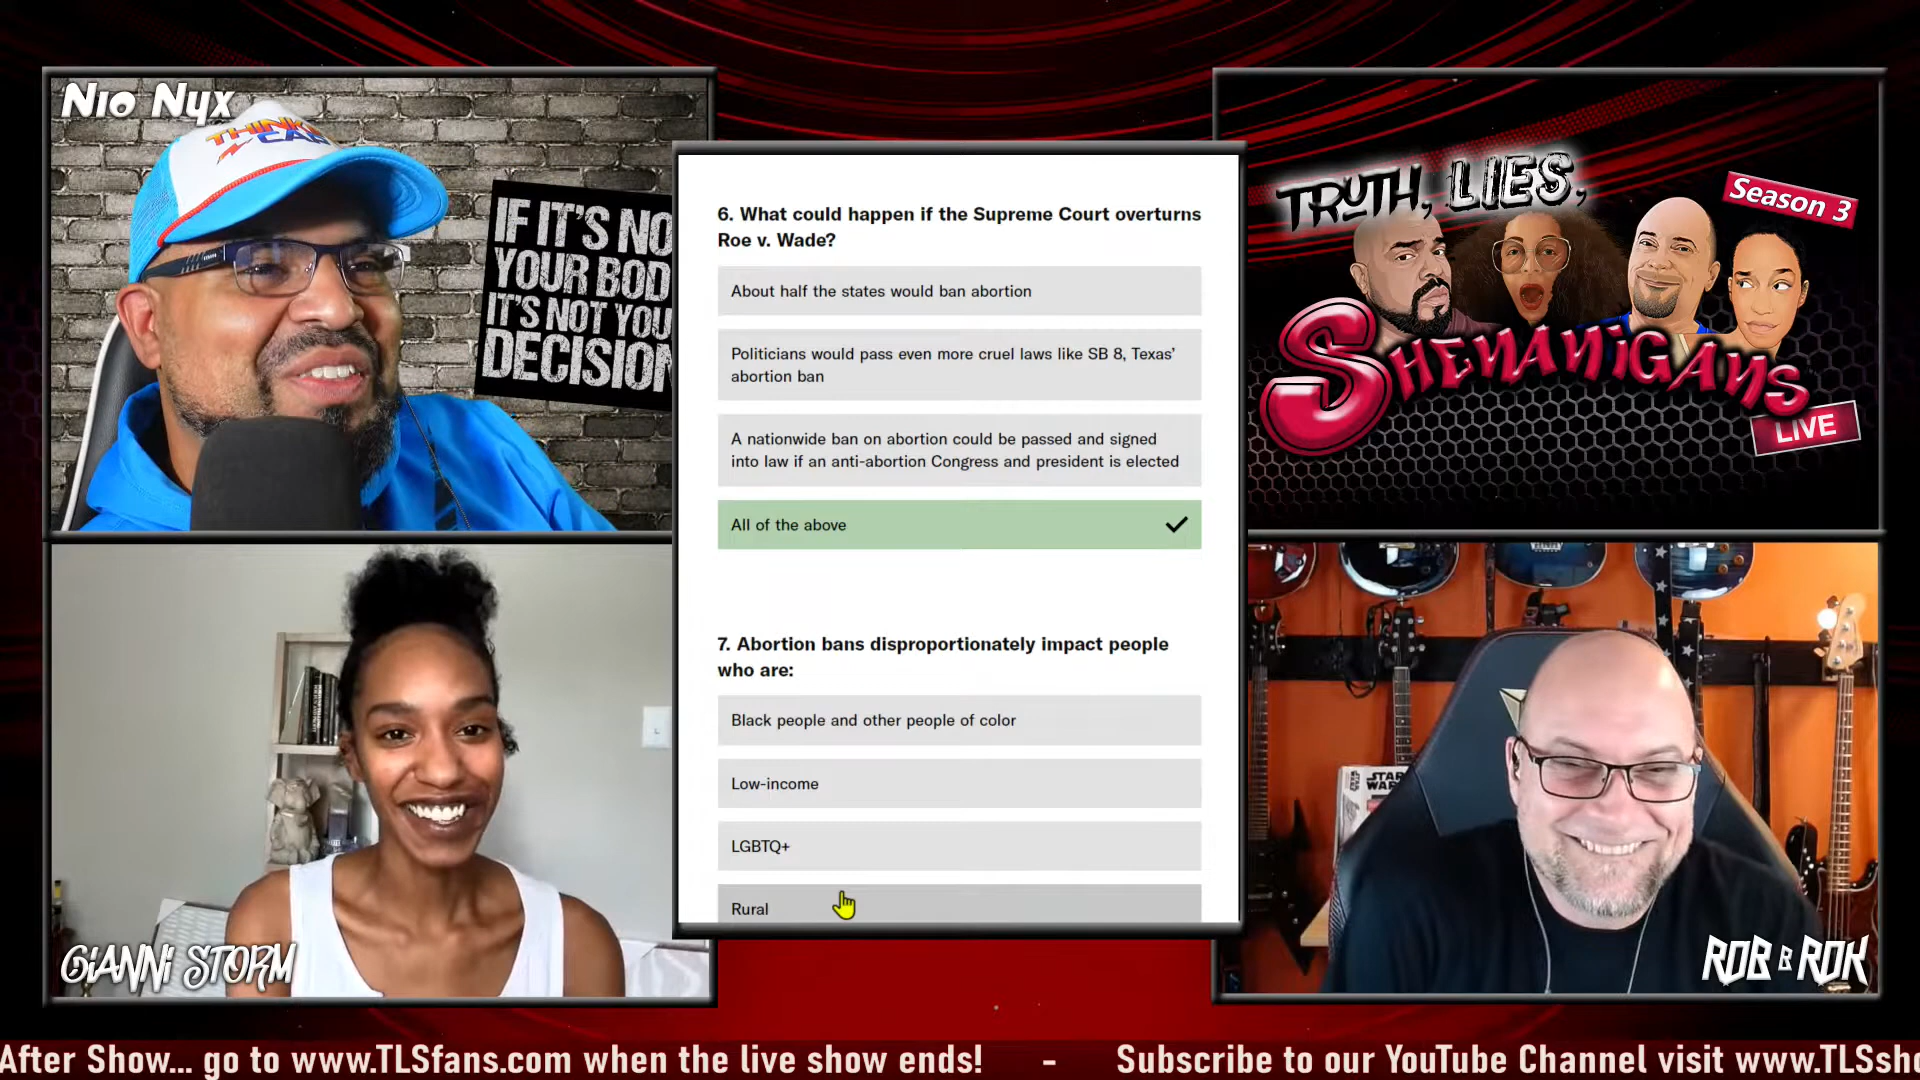 Nio Nyx
THINK
CAP
IF IT'S NO
YOUR BOD
IT'S NOT YOU
DECISION
6. What could happen if the Supreme Court overturns
Roe v. Wade?
About half the states would ban abortion
Politicians would pass even more cruel laws like SB 8, Texas'
abortion ban
A nationwide ban on abortion could be passed and signed
into law if an anti-abortion Congress and president is elected
All of the above
7. Abortion bans disproportionately impact people
who are:
Black people and other people of color
Low-income
LGBTQ+
Rural
TRUTH, LIES,
Season 3
SHENANIGANS
LIVE
GIANNI STORM
STAR
WARS
ROB B ROK
After Show... go to www.TLSfans.com when the live show ends! - Subscribe to our YouTube Channel visit www.TLSsho